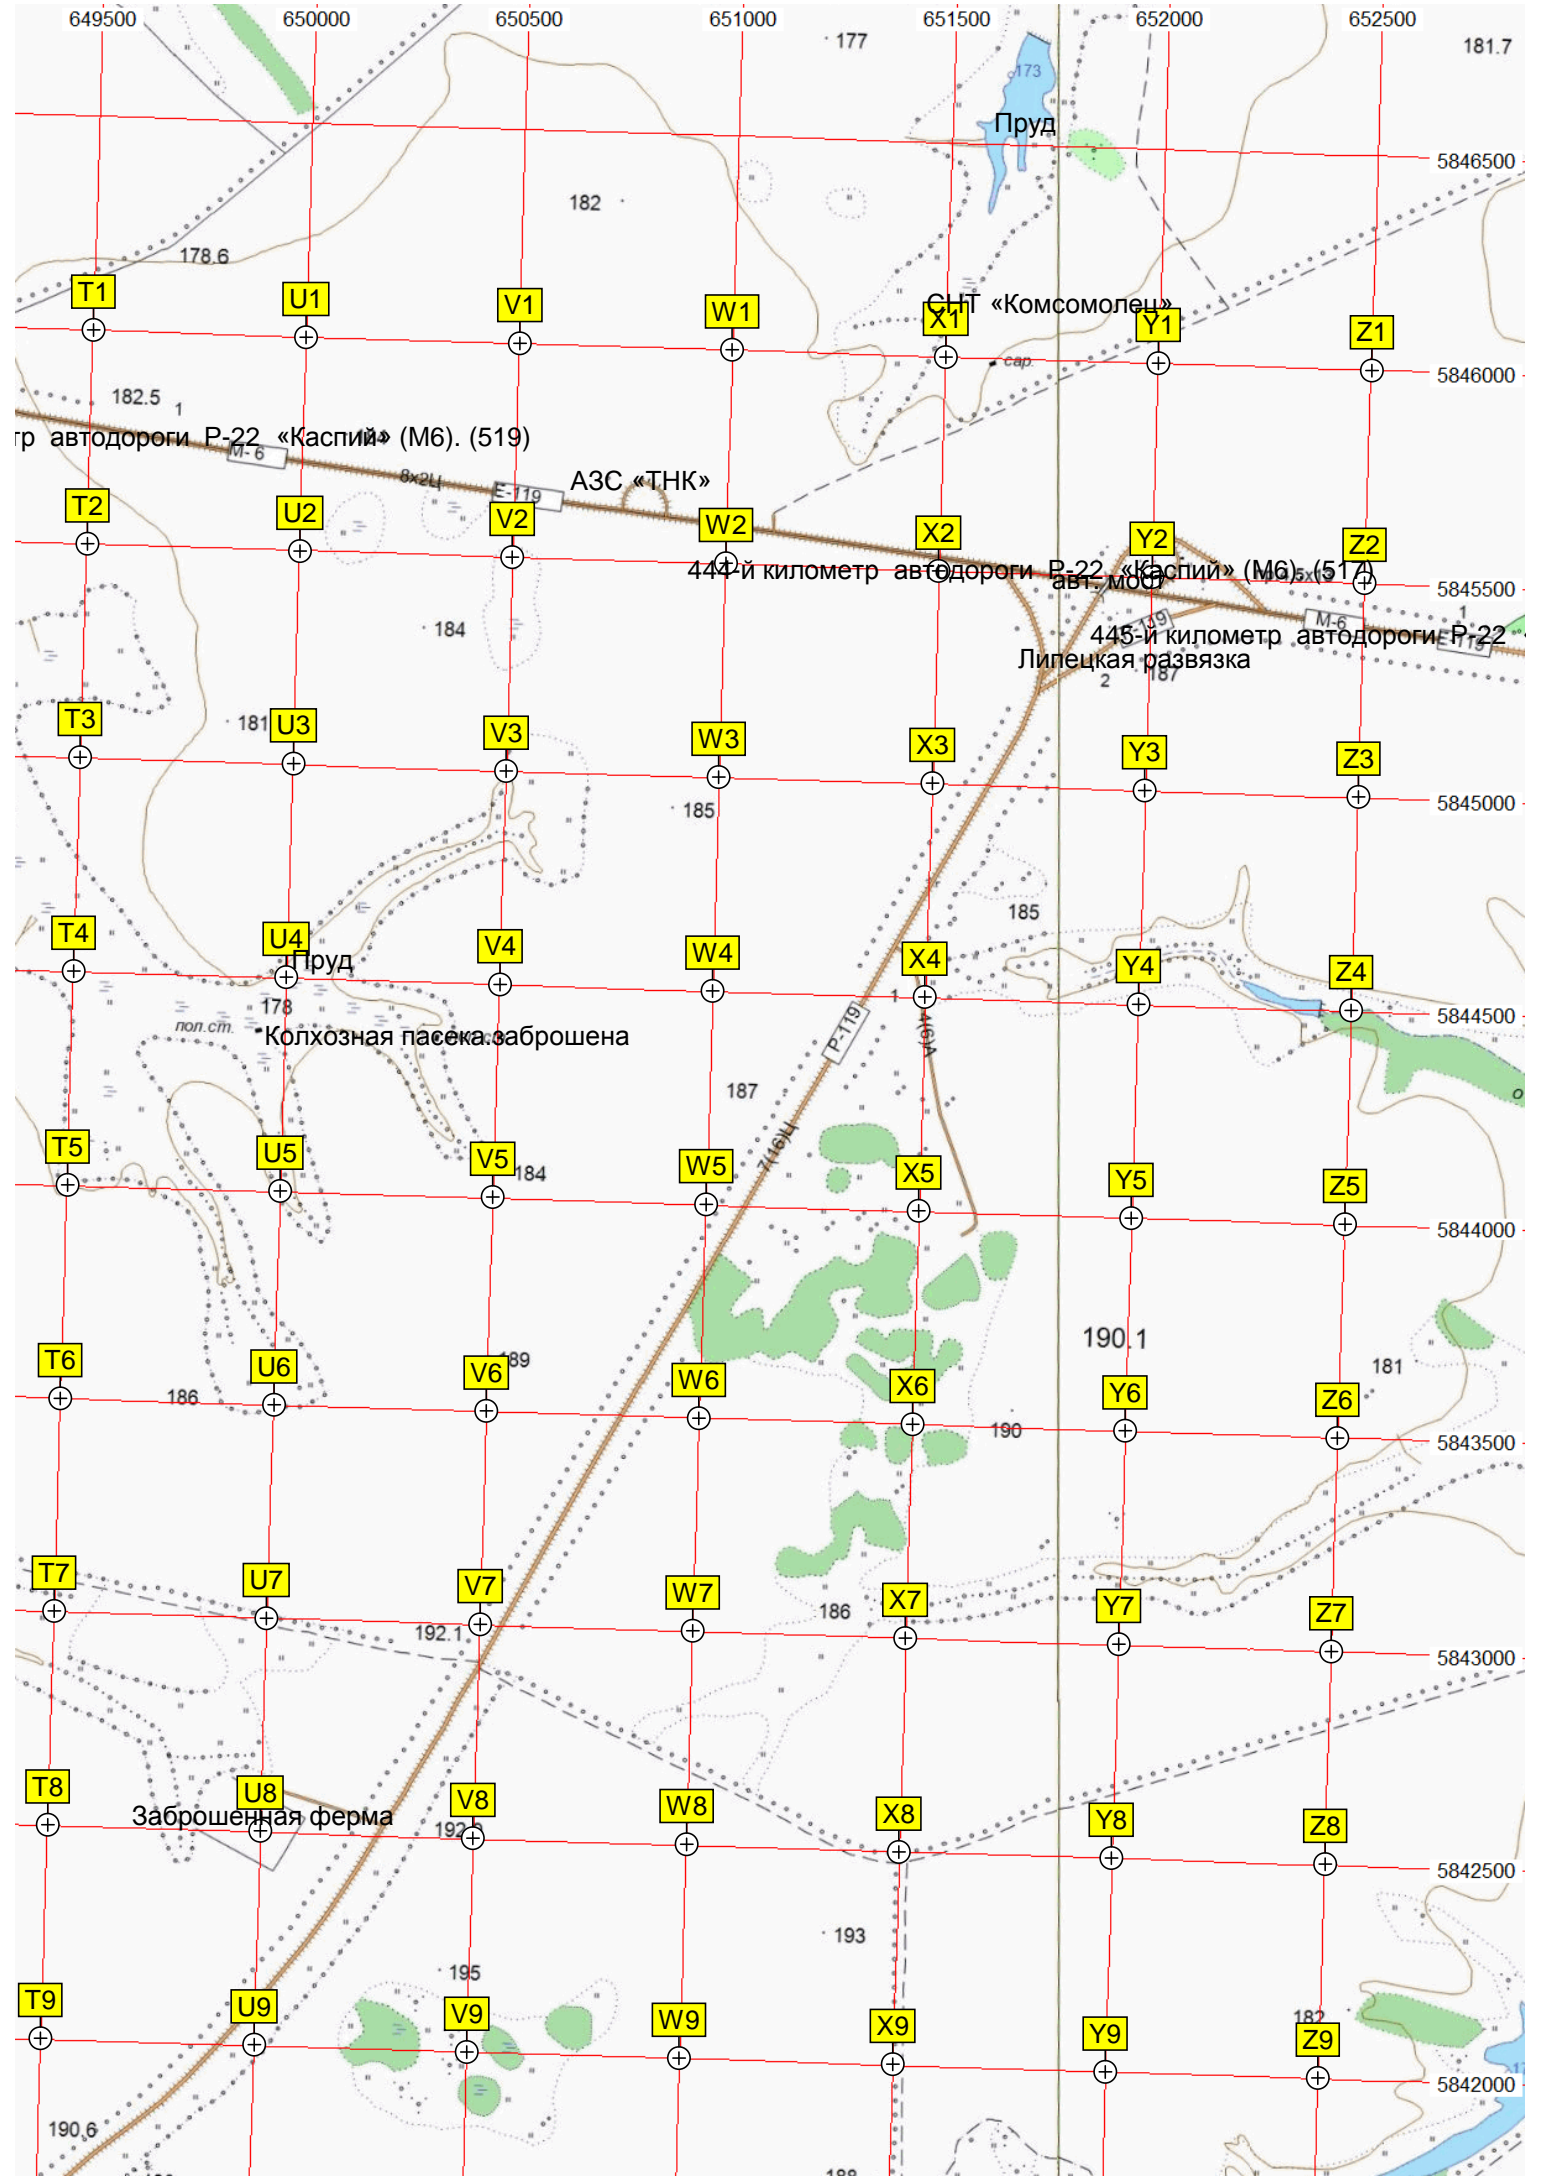 649500 650000 650500 651000 651500 652000 652500
177
181.7
173
Пруд
5846500
182
178.6
T1 U1 V1 W1 X1 Y1 Z1
СНТ «Комсомолец»
сар.
5846000
182.5
1
тр автодороги Р-22 «Каспий» (М6). (519)
М-6
8х2Ц
Е-119
АЗС «ТНК»
T2 U2 V2 W2 X2 Y2 Z2
444-й километр автодороги Р-22 «Каспий» (М6). (517)
авт. мост
5845500
1
М-6
184
445-й километр автодороги Р-22
Е-119
Липецкая развязка
2
187
181
T3 U3 V3 W3 X3 Y3 Z3
185
5845000
185
T4 U4 V4 W4 X4 Y4 Z4
Пруд
178
1
5844500
пол.ст.
Колхозная пасека.заброшена
Р-119
4(6)А
187
7(16)Ц
T5 U5 V5 W5 X5 Y5 Z5
184
5844000
190.1
189
181
T6 U6 V6 W6 X6 Y6 Z6
186
190
5843500
T7 U7 V7 W7 X7 Y7 Z7
186
192.1
5843000
T8 U8 V8 W8 X8 Y8 Z8
Заброшенная ферма
5842500
193
195
T9 U9 V9 W9 X9 Y9 Z9
182
5842000
190.6
188